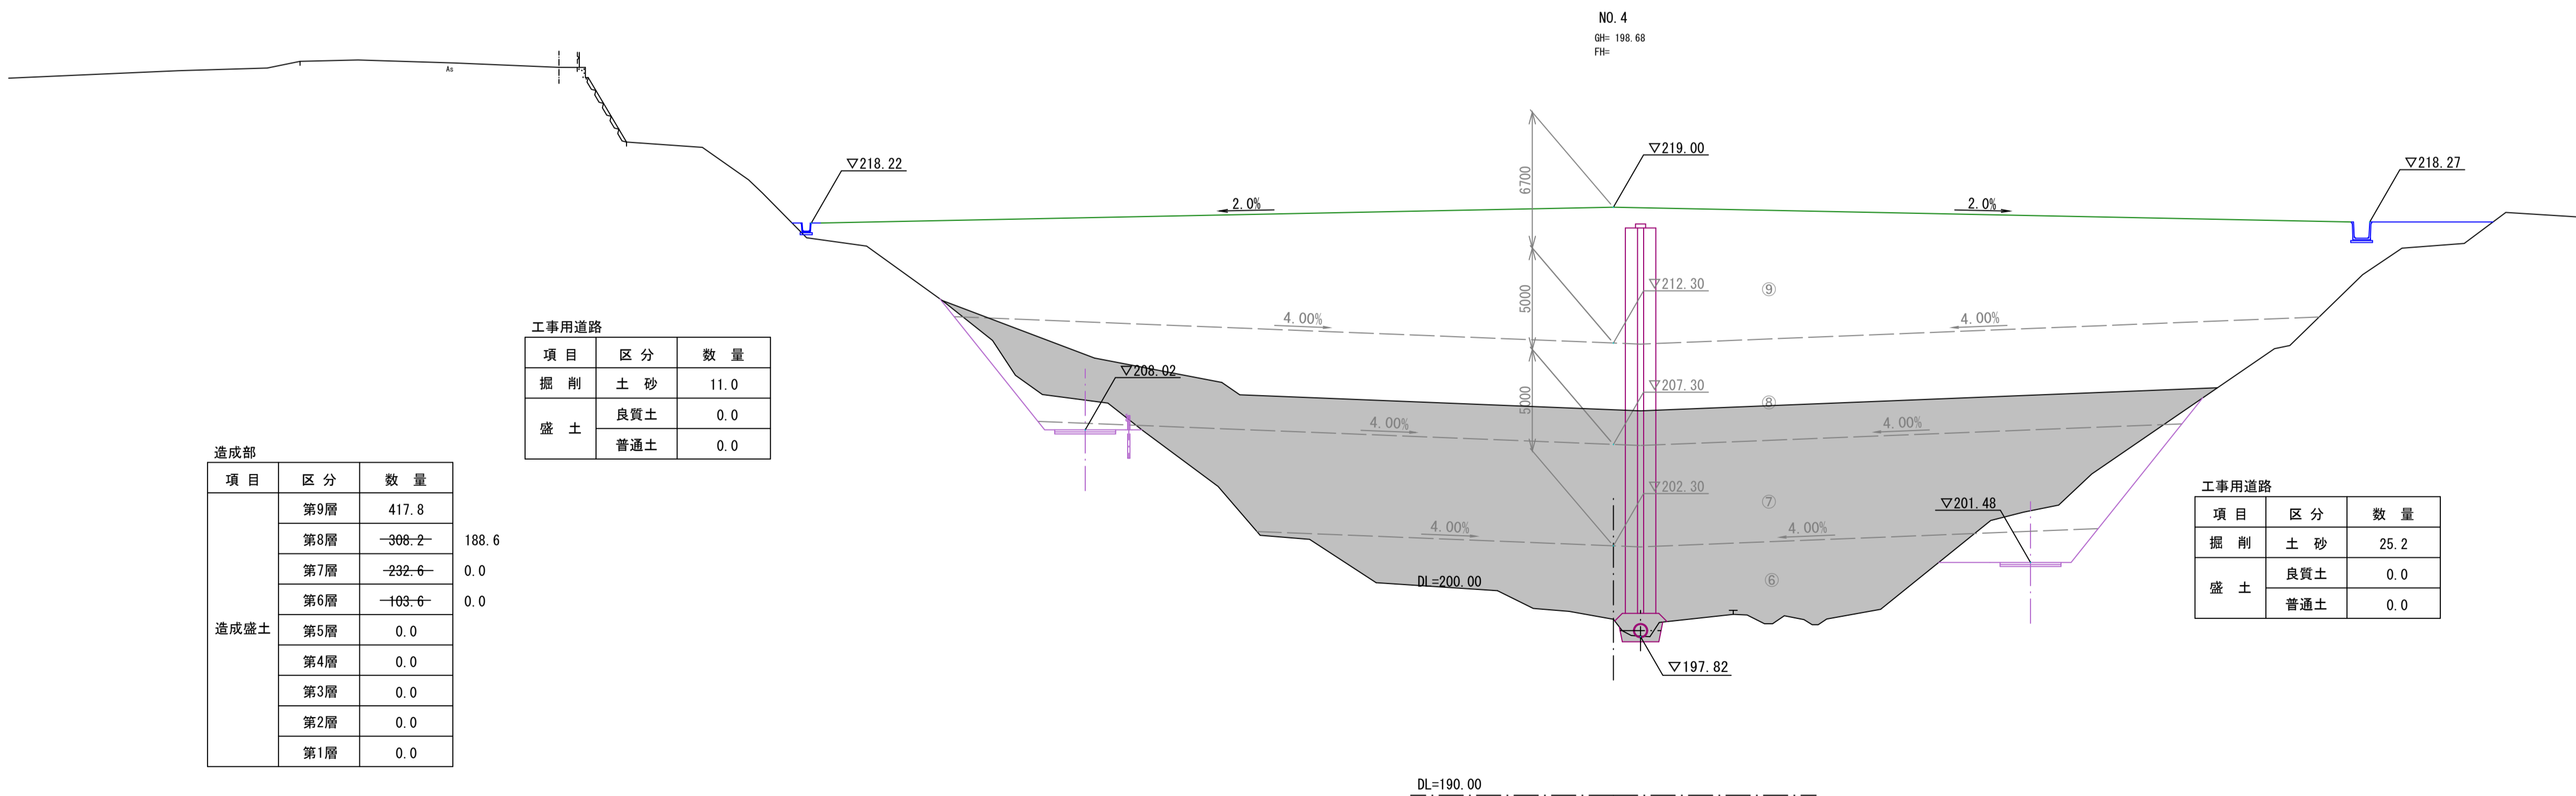 NO.4
GH= 198.68
FH=
As
▽218.22
▽219.00
▽218.27
6700
2.0%
2.0%
▽212.30
⑨
5000
4.00%
4.00%
工事用道路
項 目 区 分 数 量
掘 削 土 砂 11.0
盛 土 良質土 0.0
普通土 0.0
▽208.02
▽207.30
⑧
5000
4.00%
4.00%
造成部
項 目 区 分 数 量
造成盛土
第9層 417.8
第8層 308.2 188.6
第7層 232.6 0.0
第6層 103.6 0.0
第5層 0.0
第4層 0.0
第3層 0.0
第2層 0.0
第1層 0.0
▽202.30
⑦
4.00%
4.00%
▽201.48
工事用道路
項 目 区 分 数 量
掘 削 土 砂 25.2
盛 土 良質土 0.0
普通土 0.0
DL=200.00
⑥
▽197.82
DL=190.00